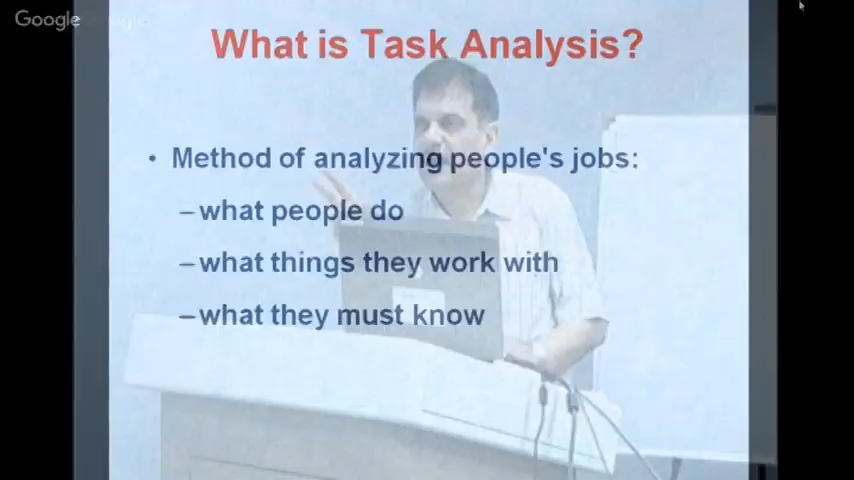 Google
What is Task Analysis?
• Method of analyzing people's jobs:
– what people do
– what things they work with
– what they must know